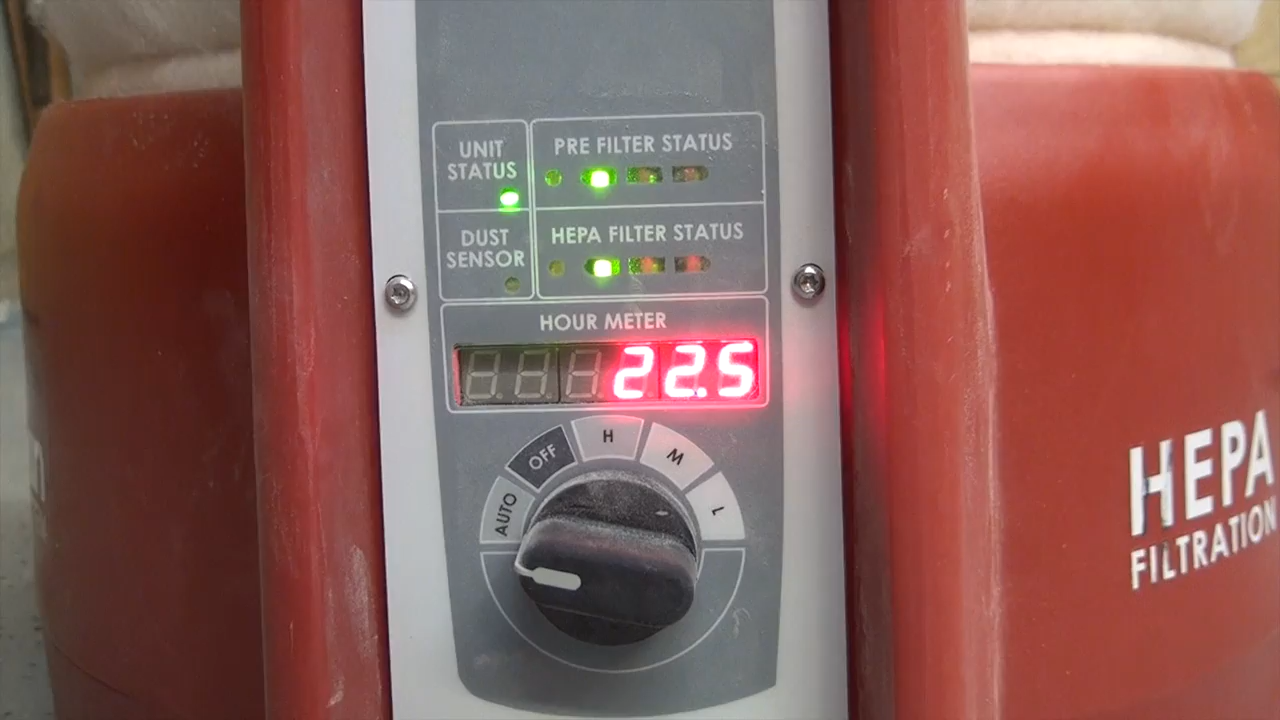 UNIT
STATUS
PRE FILTER STATUS
DUST
SENSOR
HEPA FILTER STATUS
HOUR METER
22.5
AUTO
OFF
H
M
L
HEPA
FILTRATION